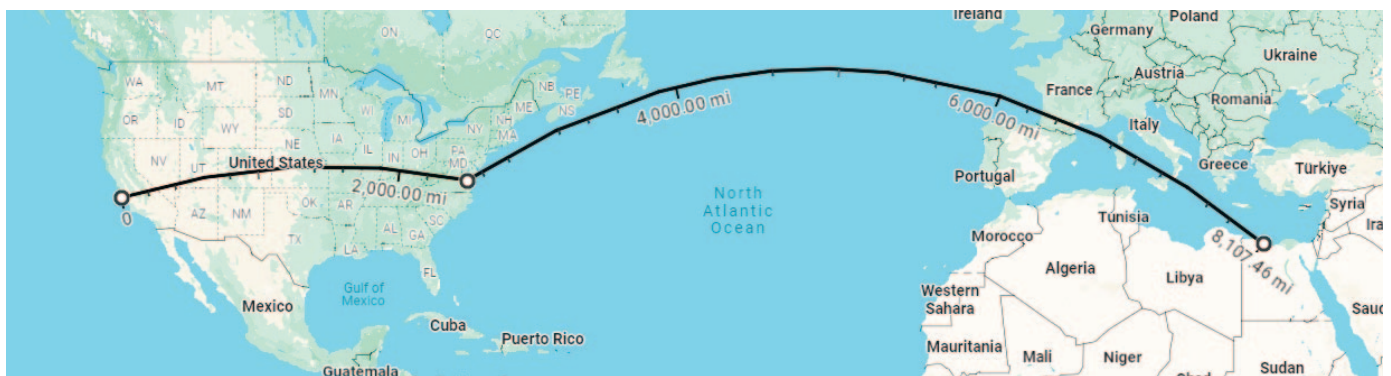 Ireland
Poland
Germany
ON
QC
Ukraine
Austria
WA
MT
ND
MN
NB
PE
France
Romania
OR
ID
SD
WI
ME
NS
4,000.00 mi
6,000.00 mi
Italy
WY
MI
NY
NH
MA
NE
IA
NV
UT
United States
IL
IN
OH
PA
MD
Greece
Türkiye
2,000.00 mi
Portugal
North
Atlantic
Ocean
0
AZ
NM
OK
AR
SC
Tunisia
Syria
TX
AL
GA
Morocco
Ira
LA
8,107.46 mi
FL
Algeria
Libya
Gulf of
Mexico
Western
Sahara
Mexico
Saud
Cuba
Puerto Rico
Mauritania
Mali
Niger
Sudan
Guatemala